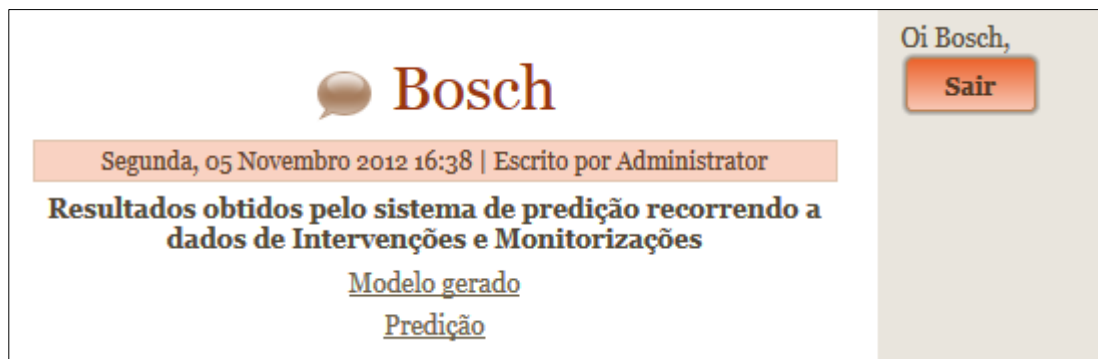 Bosch
Segunda, 05 Novembro 2012 16:38 | Escrito por Administrator
Resultados obtidos pelo sistema de predição recorrendo a
dados de Intervenções e Monitorizações
Modelo gerado
Predição
Oi Bosch,
Sair